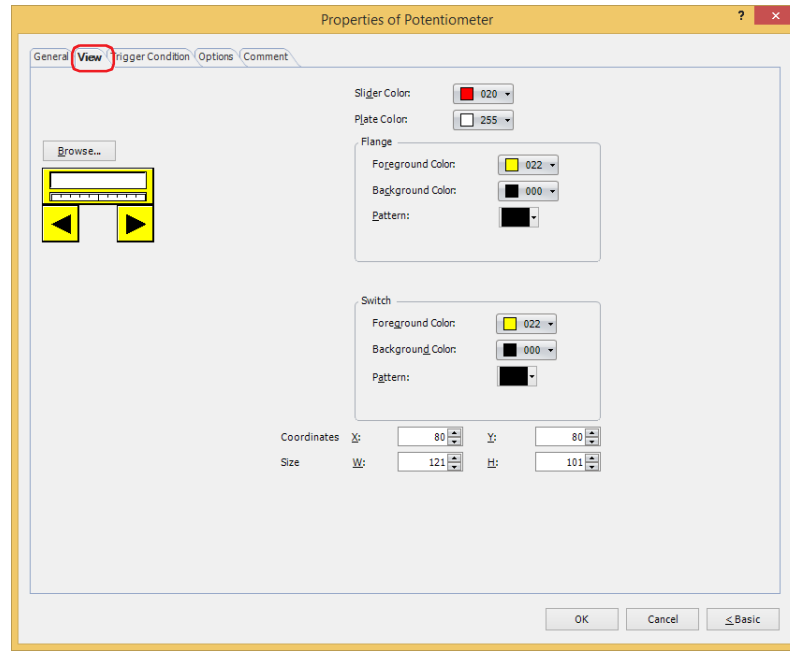 Properties of Potentiometer ? ×
General View Trigger Condition Options Comment
Slider Color: 020
Plate Color: 255
Browse...
Flange
Foreground Color: 022
Background Color: 000
Pattern:
Switch
Foreground Color: 022
Background Color: 000
Pattern:
Coordinates X: 80 Y: 80
Size W: 121 H: 101
OK Cancel < Basic